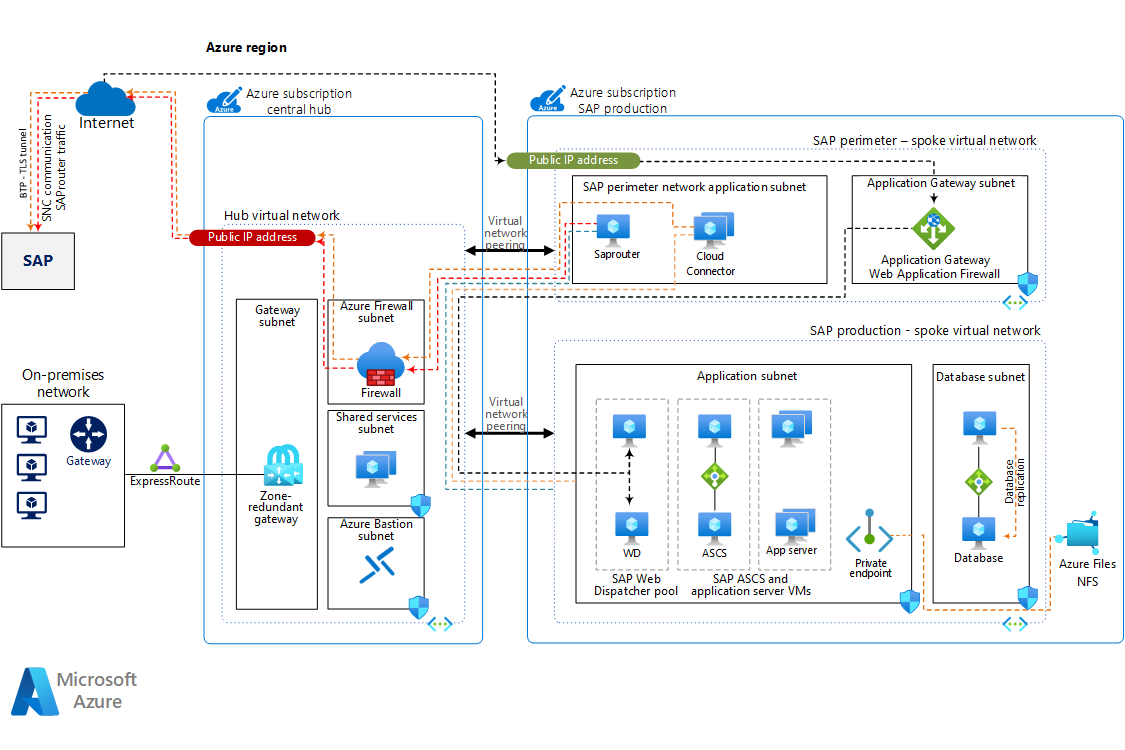 Azure region
Azure subscription
central hub
Azure
Azure subscription
SAP production
Azure
Internet
BTP - TLS tunnel
SNC communication
SAProuter traffic
SAP
Public IP address
SAP perimeter – spoke virtual network
SAP perimeter network application subnet
Saprouter
Cloud
Connector
Application Gateway subnet
Application Gateway
Web Application Firewall
Hub virtual network
Public IP address
Virtual
network
peering
Gateway
subnet
Azure Firewall
subnet
Firewall
Shared services
subnet
Azure Bastion
subnet
Zone-
redundant
gateway
On-premises
network
Gateway
ExpressRoute
Virtual
network
peering
SAP production - spoke virtual network
Application subnet
WD
SAP Web
Dispatcher pool
ASCS
App server
SAP ASCS and
application server VMs
Private
endpoint
Database subnet
Database
replication
Database
Azure Files
NFS
Microsoft
Azure